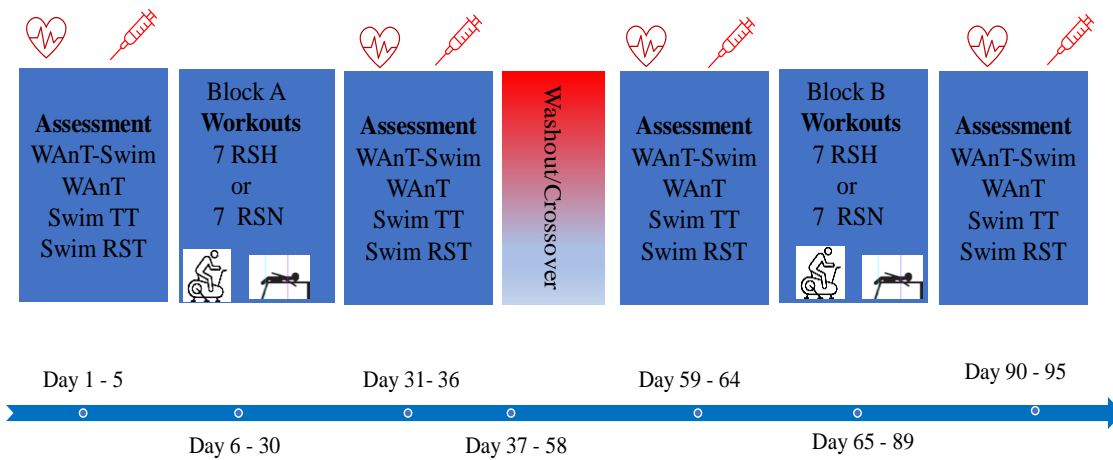 Assessment
WAnT-Swim
WAnT
Swim TT
Swim RST
Block A
Workouts
7 RSH
or
7 RSN
Assessment
WAnT-Swim
WAnT
Swim TT
Swim RST
Washout/Crossover
Assessment
WAnT-Swim
WAnT
Swim TT
Swim RST
Block B
Workouts
7 RSH
or
7 RSN
Assessment
WAnT-Swim
WAnT
Swim TT
Swim RST
Day 1 - 5
Day 31- 36
Day 59 - 64
Day 90 - 95
Day 6 - 30
Day 37 - 58
Day 65 - 89